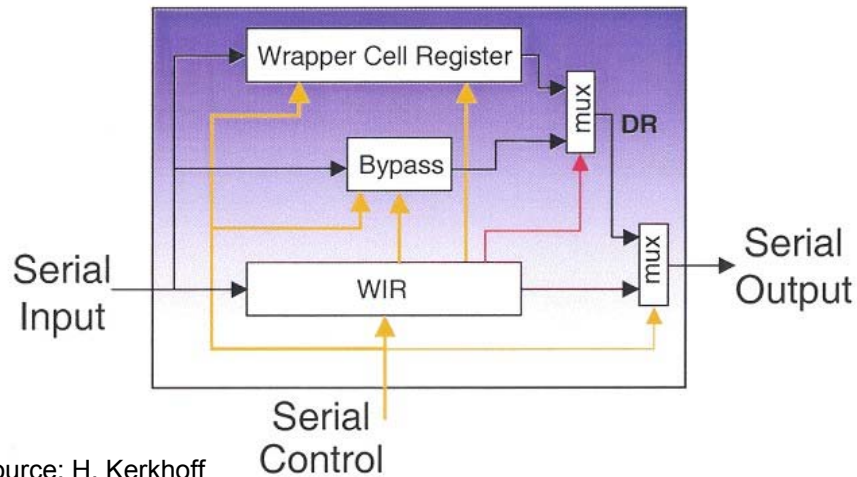 Wrapper Cell Register
mux
DR
Bypass
mux
Serial
Input
WIR
Serial
Output
Serial
Control
ource: H. Kerkhoff